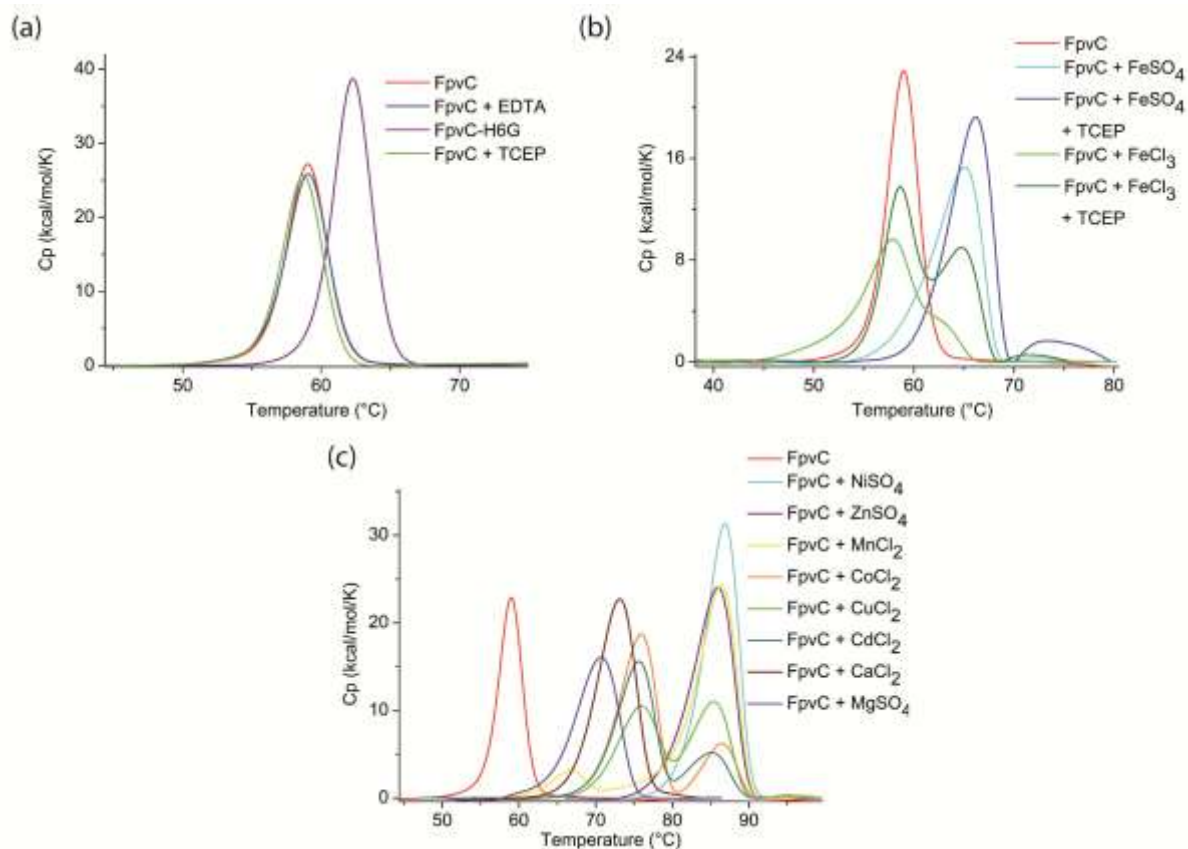 (a)
40
30
20
10
0
Cp (kcal/mol/K)
50 60 70
Temperature (°C)
FpvC
FpvC + EDTA
FpvC-H6G
FpvC + TCEP
(b)
24
16
8
0
Cp ( kcal/mol/K)
40 50 60 70 80
Temperature (°C)
FpvC
FpvC + FeSO4
FpvC + FeSO4
+ TCEP
FpvC + FeCl3
FpvC + FeCl3
+ TCEP
(c)
30
20
10
0
Cp (kcal/mol/K)
50 60 70 80 90
Temperature (°C)
FpvC
FpvC + NiSO4
FpvC + ZnSO4
FpvC + MnCl2
FpvC + CoCl2
FpvC + CuCl2
FpvC + CdCl2
FpvC + CaCl2
FpvC + MgSO4